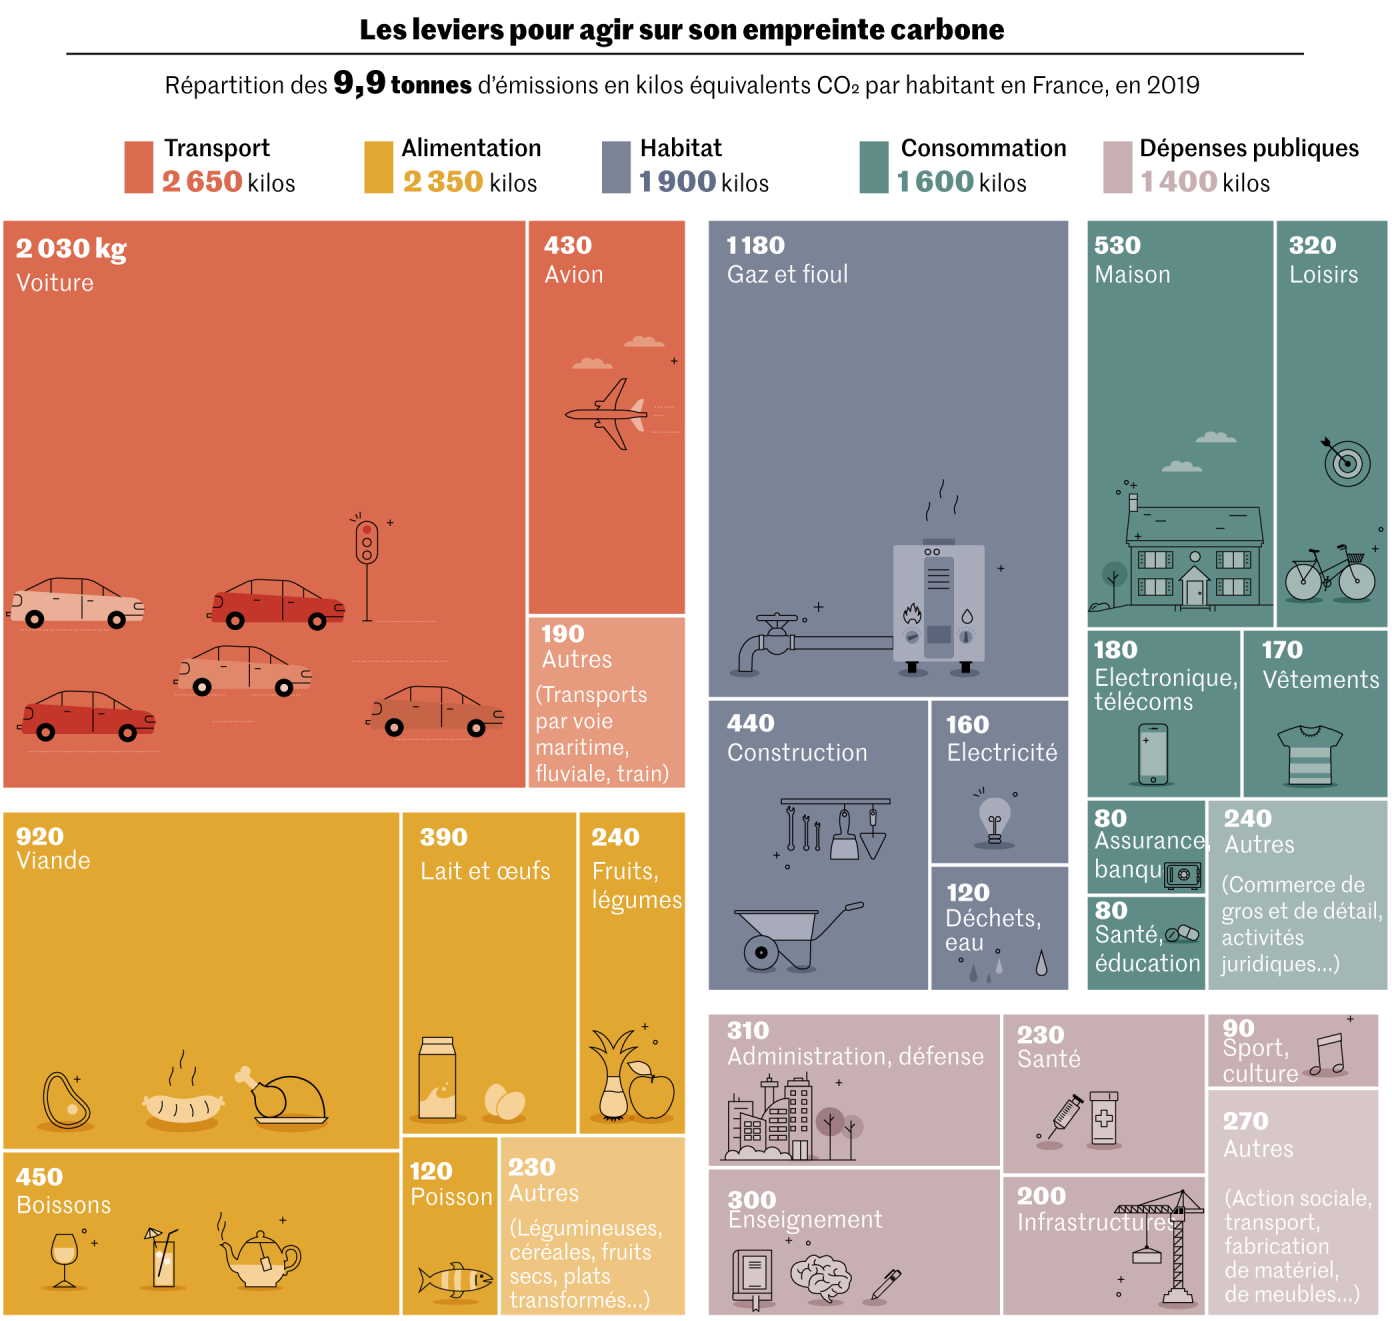 Les leviers pour agir sur son empreinte carbone
Répartition des 9,9 tonnes d'émissions en kilos équivalents CO₂ par habitant en France, en 2019
Transport
2 650 kilos
Alimentation
2 350 kilos
Habitat
1 900 kilos
Consommation
1 600 kilos
Dépenses publiques
1 400 kilos
2 030 kg
Voiture
430
Avion
190
Autres
(Transports
par voie
maritime,
fluviale, train)
920
Viande
390
Lait et œufs
240
Fruits,
légumes
450
Boissons
120
Poisson
230
Autres
(Légumineuses,
céréales, fruits
secs, plats
transformés...)
1 180
Gaz et fioul
440
Construction
160
Electricité
120
Déchets,
eau
530
Maison
320
Loisirs
180
Electronique,
télécoms
170
Vêtements
80
Assurance,
banqu
80
Santé,
éducation
240
Autres
(Commerce de
gros et de détail,
activités
juridiques...)
310
Administration, défense
230
Santé
90
Sport,
culture
300
Enseignement
200
Infrastructures
270
Autres
(Action sociale,
transport,
fabrication
de matériel,
de meubles...)